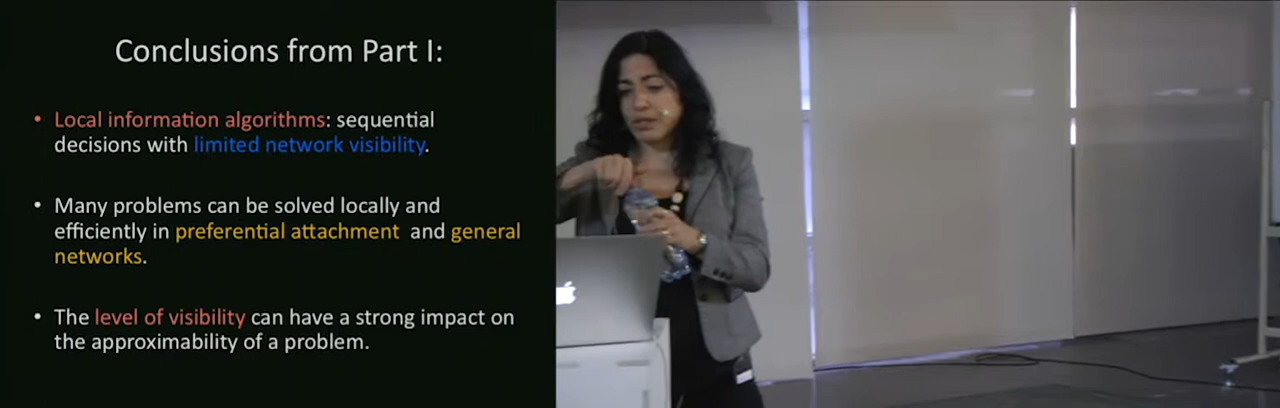 Conclusions from Part I:
• Local information algorithms: sequential
decisions with limited network visibility.
• Many problems can be solved locally and
efficiently in preferential attachment and general
networks.
• The level of visibility can have a strong impact on
the approximability of a problem.